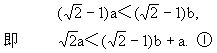 (√2-1)a<(√2-1)b,
即 √2a<(√2-1)b+a. ①